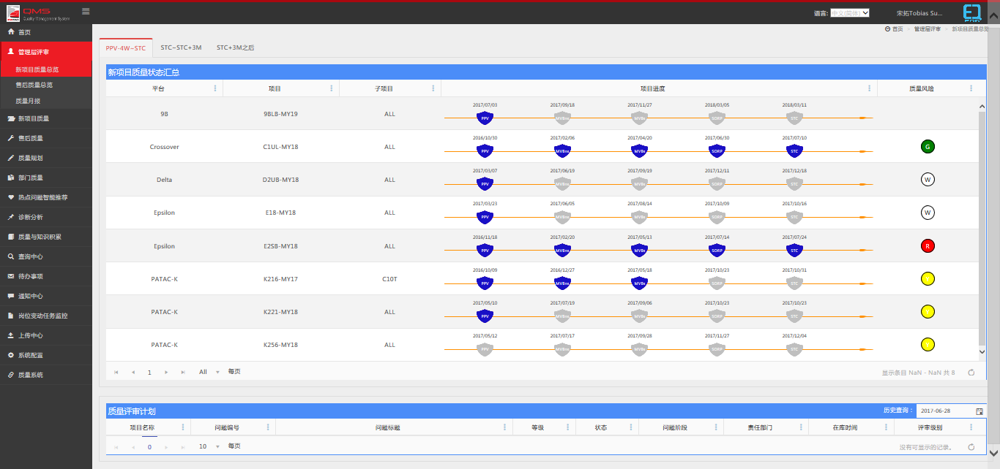 QMS
Quality Management System
语言: 中文(简体)
宋拓Tobias Su...
首页
管理层评审
新项目质量总览
售后质量总览
质量月报
新项目质量
售后质量
质量规划
部门质量
热点问题智能推荐
诊断分析
质量与知识积累
查询中心
待办事项
通知中心
岗位变动任务监控
上传中心
系统配置
质量系统
首页 > 管理层评审 > 新项目质量总览
PPV-4W~STC STC~STC+3M STC+3M之后
新项目质量状态汇总
平台 项目 子项目 项目进度 质量风险
2017/07/03 2017/09/18 2017/11/27 2018/03/05 2018/03/11
9B 9BLB-MY19 ALL PPV MVBns MVBs SORP STC
2016/10/30 2017/02/06 2017/04/20 2017/06/30 2017/07/10
Crossover C1UL-MY18 ALL PPV MVBns MVBs SORP STC G
2017/03/07 2017/06/19 2017/09/19 2017/12/11 2017/12/18
Delta D2UB-MY18 ALL PPV MVBns MVBs SORP STC W
2017/03/23 2017/06/05 2017/08/14 2017/10/09 2017/10/16
Epsilon E18-MY18 ALL PPV MVBns MVBs SORP STC W
2016/11/18 2017/02/20 2017/05/13 2017/07/14 2017/07/24
Epsilon E2SB-MY18 ALL PPV MVBns MVBs SORP STC R
2016/10/09 2016/12/27 2017/05/18 2017/10/23 2017/10/31
PATAC-K K216-MY17 C10T PPV MVBns MVBs SORP STC Y
2017/05/10 2017/07/19 2017/09/06 2017/10/23 2017/10/23
PATAC-K K221-MY18 ALL PPV MVBns MVBs SORP STC Y
2017/05/12 2017/07/17 2017/09/28 2017/11/27 2017/12/04
PATAC-K K256-MY18 ALL PPV MVBns MVBs SORP STC Y
1 All 每页 显示条目 NaN - NaN 共 8
质量评审计划 历史查询： 2017-06-28
项目名称 问题编号 问题标题 等级 状态 问题阶段 责任部门 在库时间 评审级别
0 10 每页 没有可显示的记录。